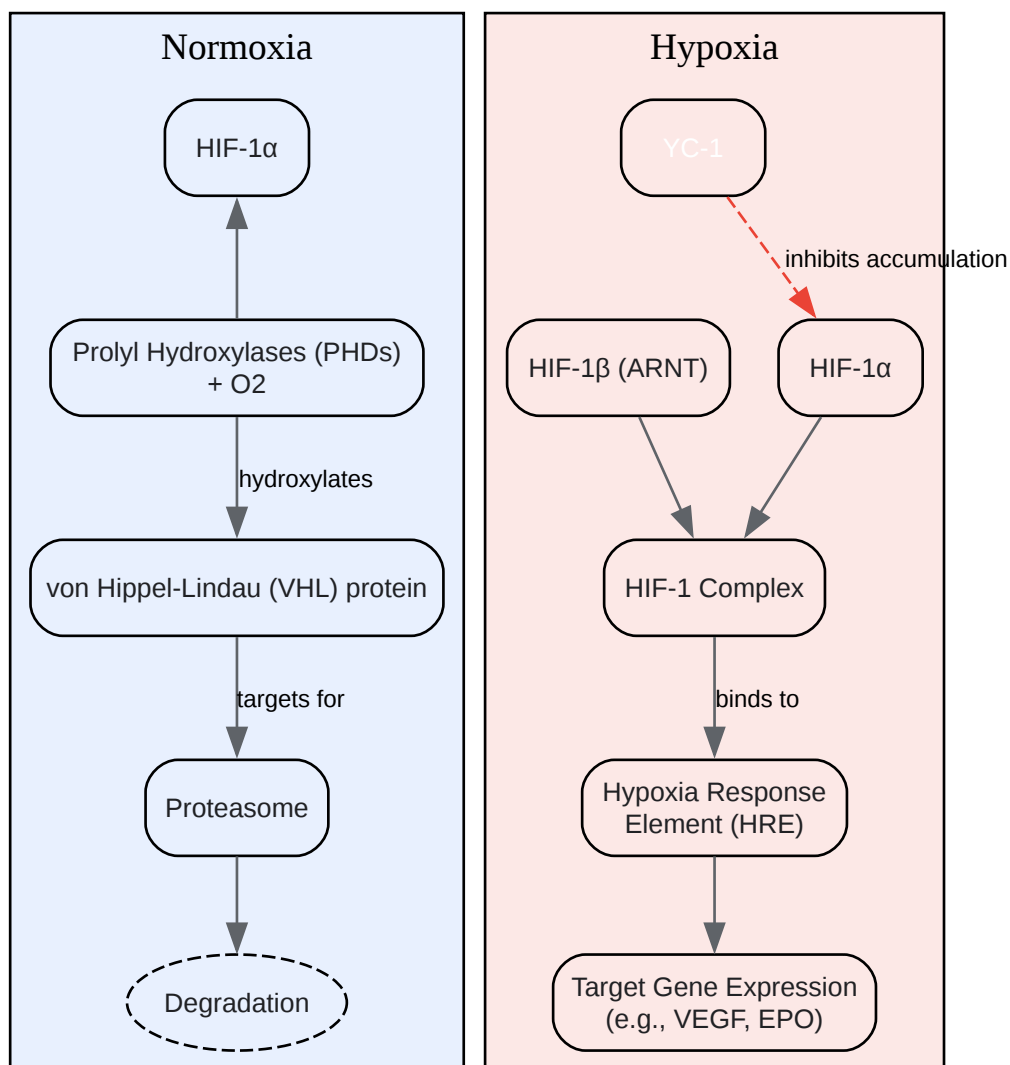 Normoxia
HIF-1α
Prolyl Hydroxylases (PHDs)
+ O2
hydroxylates
von Hippel-Lindau (VHL) protein
targets for
Proteasome
Degradation
Hypoxia
YC-1
inhibits accumulation
HIF-1β (ARNT)
HIF-1α
HIF-1 Complex
binds to
Hypoxia Response
Element (HRE)
Target Gene Expression
(e.g., VEGF, EPO)